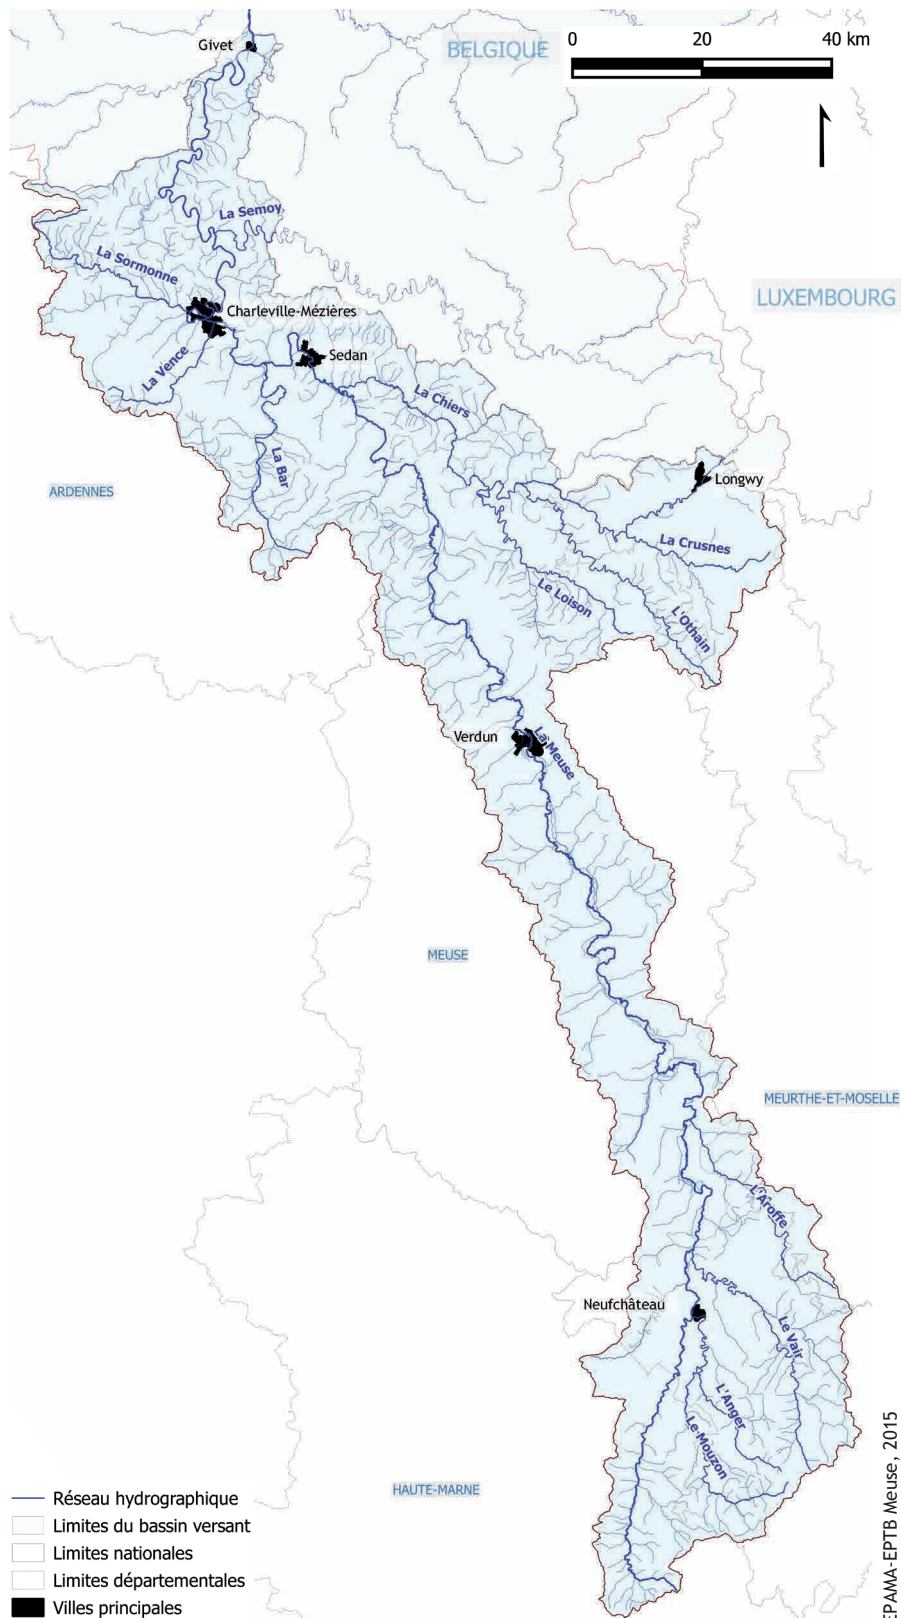 Givet
BELGIQUE
0 20 40 km
La Semoy
La Sormonne
LUXEMBOURG
Charleville-Mézières
Sedan
La Vence
La Chiers
La Bar
Longwy
ARDENNES
La Crusnes
Le Loison
L'Othain
Verdun
La Meuse
MEUSE
MEURTHE-ET-MOSELLE
L'Aroffe
Neufchâteau
Le Vair
L'Anger
Le Mouzon
HAUTE-MARNE
Réseau hydrographique
Limites du bassin versant
Limites nationales
Limites départementales
Villes principales
EPAMA-EPTB Meuse, 2015